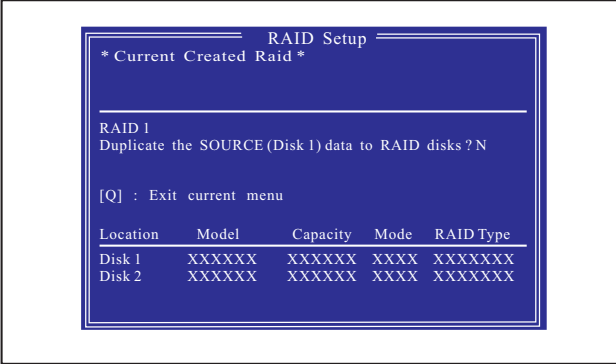 RAID Setup
* Current Created Raid *
RAID 1
Duplicate the SOURCE (Disk 1) data to RAID disks ? N
[Q] : Exit current menu
Location Model Capacity Mode RAID Type
Disk 1 XXXXXX XXXXXX XXXX XXXXXXX
Disk 2 XXXXXX XXXXXX XXXX XXXXXXX